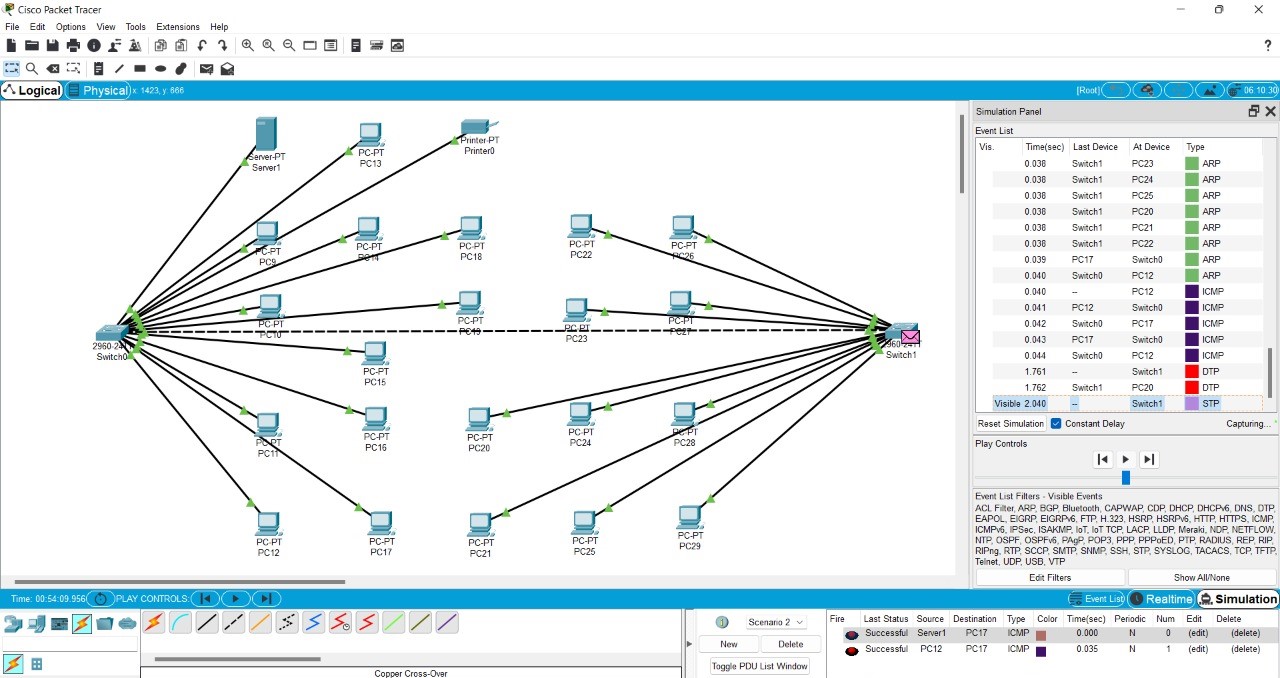 Cisco Packet Tracer
File Edit Options View Tools Extensions Help
?
Logical Physical x: 1423, y: 666 [Root] 06:10:30
Server-PT
Server1
PC-PT
PC13
Printer-PT
Printer0
PC-PT
PC9
PC-PT
PC14
PC-PT
PC18
PC-PT
PC22
PC-PT
PC26
PC-PT
PC10
PC-PT
PC19
PC-PT
PC23
PC-PT
PC27
Switch0
Switch1
PC-PT
PC15
PC-PT
PC11
PC-PT
PC16
PC-PT
PC20
PC-PT
PC24
PC-PT
PC28
PC-PT
PC12
PC-PT
PC17
PC-PT
PC21
PC-PT
PC25
PC-PT
PC29
Simulation Panel
Event List
Vis. Time(sec) Last Device At Device Type
0.038 Switch1 PC23 ARP
0.038 Switch1 PC24 ARP
0.038 Switch1 PC25 ARP
0.038 Switch1 PC20 ARP
0.038 Switch1 PC21 ARP
0.038 Switch1 PC22 ARP
0.039 PC17 Switch0 ARP
0.040 Switch0 PC12 ARP
0.040 -- PC12 ICMP
0.041 PC12 Switch0 ICMP
0.042 Switch0 PC17 ICMP
0.043 PC17 Switch0 ICMP
0.044 Switch0 PC12 ICMP
1.761 -- Switch1 DTP
1.762 Switch1 PC20 DTP
Visible 2.040 -- Switch1 STP
Reset Simulation Constant Delay Capturing...
Play Controls
Event List Filters - Visible Events
ACL Filter, ARP, BGP, Bluetooth, CAPWAP, CDP, DHCP, DHCPv6, DNS, DTP,
EAPOL, EIGRP, EIGRPv6, FTP, H.323, HSRP, HSRPv6, HTTP, HTTPS, ICMP,
ICMPv6, IPSec, ISAKMP, IoT, IoT TCP, LACP, LLDP, Meraki, NDP, NETFLOW,
NTP, OSPF, OSPFv6, PAgP, POP3, PPP, PPPoED, PTP, RADIUS, REP, RIP,
RIPng, RTP, SCCP, SMTP, SNMP, SSH, STP, SYSLOG, TACACS, TCP, TFTP,
Telnet, UDP, USB, VTP
Edit Filters Show All/None
Time: 00:54:09.956 PLAY CONTROLS: Event List Realtime Simulation
Copper Cross-Over
Scenario 2
New Delete
Toggle PDU List Window
Fire Last Status Source Destination Type Color Time(sec) Periodic Num Edit Delete
Successful Server1 PC17 ICMP 0.000 N 0 (edit) (delete)
Successful PC12 PC17 ICMP 0.035 N 1 (edit) (delete)